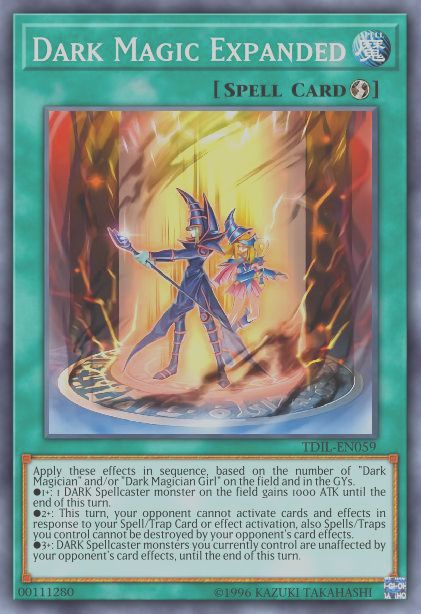 DARK MAGIC EXPANDED
魔
[SPELL CARD]
TDIL-EN059
Apply these effects in sequence, based on the number of "Dark
Magician" and/or "Dark Magician Girl" on the field and in the GYs.
●1+: 1 DARK Spellcaster monster on the field gains 1000 ATK until the
end of this turn.
●2+: This turn, your opponent cannot activate cards and effects in
response to your Spell/Trap Card or effect activation, also Spells/Traps
you control cannot be destroyed by your opponent's card effects.
●3+: DARK Spellcaster monsters you currently control are unaffected by
your opponent's card effects, until the end of this turn.
00111280
©1996 KAZUKI TAKAHASHI